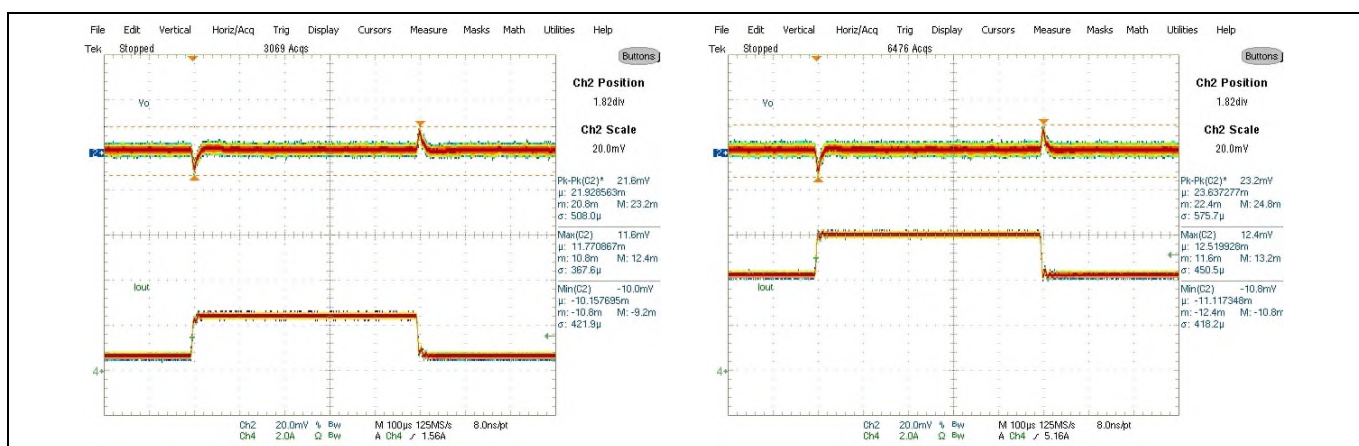 File Edit Vertical Horiz/Acq Trig Display Cursors Measure Masks Math Utilities Help
Tek Stopped 3069 Acqs
Buttons
Ch2 Position
1.82div
Ch2 Scale
20.0mV
Vo
2
Pk-Pk(C2)* 21.6mV
µ: 21.928563m
m: 20.8m M: 23.2m
σ: 508.0µ
Max(C2) 11.6mV
µ: 11.770867m
m: 10.8m M: 12.4m
σ: 367.6µ
Min(C2) -10.0mV
µ: -10.157695m
m: -10.8m M: -9.2m
σ: 421.9µ
Iout
4
Ch2 20.0mV % Bw M 100µs 125MS/s 8.0ns/pt
Ch4 2.0A Ω Bw A Ch4 / 1.56A
File Edit Vertical Horiz/Acq Trig Display Cursors Measure Masks Math Utilities Help
Tek Stopped 6476 Acqs
Buttons
Ch2 Position
1.82div
Ch2 Scale
20.0mV
Vo
2
Pk-Pk(C2)* 23.2mV
µ: 23.637277m
m: 22.4m M: 24.8m
σ: 575.7µ
Max(C2) 12.4mV
µ: 12.519928m
m: 11.6m M: 13.2m
σ: 450.5µ
Min(C2) -10.8mV
µ: -11.117348m
m: -12.4m M: -10.8m
σ: 418.2µ
Iout
4
Ch2 20.0mV % Bw M 100µs 125MS/s 8.0ns/pt
Ch4 2.0A Ω Bw A Ch4 / 5.16A